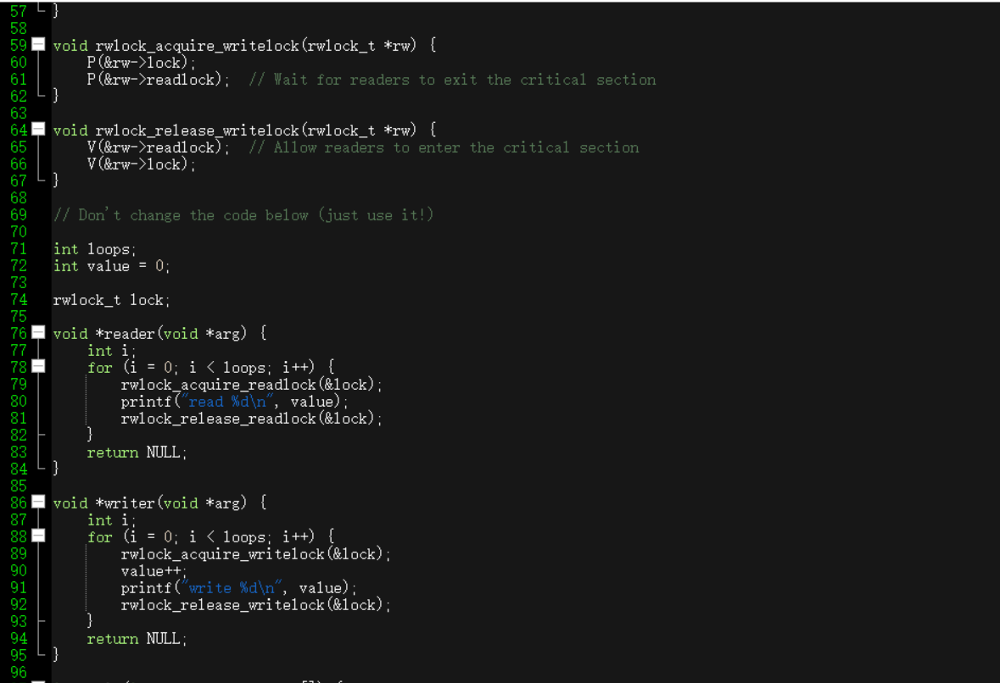 57 }
58
59 void rwlock_acquire_writelock(rwlock_t *rw) {
60     P(&rw->lock);
61     P(&rw->readlock);  // Wait for readers to exit the critical section
62 }
63
64 void rwlock_release_writelock(rwlock_t *rw) {
65     V(&rw->readlock);  // Allow readers to enter the critical section
66     V(&rw->lock);
67 }
68
69 // Don't change the code below (just use it!)
70
71 int loops;
72 int value = 0;
73
74 rwlock_t lock;
75
76 void *reader(void *arg) {
77     int i;
78     for (i = 0; i < loops; i++) {
79         rwlock_acquire_readlock(&lock);
80         printf("read %d\n", value);
81         rwlock_release_readlock(&lock);
82     }
83     return NULL;
84 }
85
86 void *writer(void *arg) {
87     int i;
88     for (i = 0; i < loops; i++) {
89         rwlock_acquire_writelock(&lock);
90         value++;
91         printf("write %d\n", value);
92         rwlock_release_writelock(&lock);
93     }
94     return NULL;
95 }
96